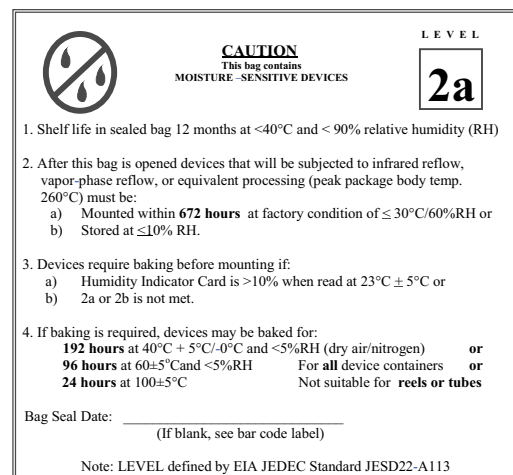 L E V E L
CAUTION
This bag contains
MOISTURE –SENSITIVE DEVICES
2a
1. Shelf life in sealed bag 12 months at <40°C and < 90% relative humidity (RH)
2. After this bag is opened devices that will be subjected to infrared reflow,
vapor-phase reflow, or equivalent processing (peak package body temp.
260°C) must be:
a) Mounted within 672 hours at factory condition of ≤ 30°C/60%RH or
b) Stored at ≤10% RH.
3. Devices require baking before mounting if:
a) Humidity Indicator Card is >10% when read at 23°C ± 5°C or
b) 2a or 2b is not met.
4. If baking is required, devices may be baked for:
192 hours at 40°C + 5°C/-0°C and <5%RH (dry air/nitrogen) or
96 hours at 60±5°Cand <5%RH For all device containers or
24 hours at 100±5°C Not suitable for reels or tubes
Bag Seal Date: ______________________________
(If blank, see bar code label)
Note: LEVEL defined by EIA JEDEC Standard JESD22-A113